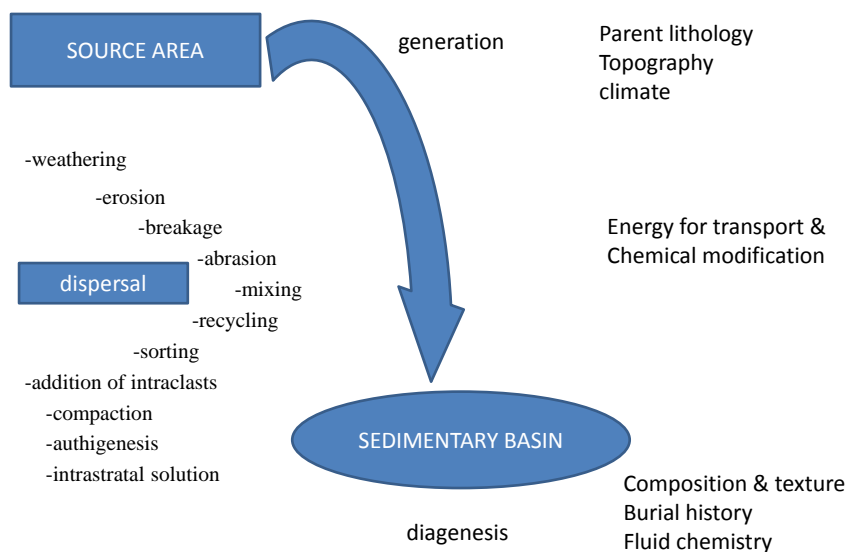 SOURCE AREA
generation
Parent lithology
Topography
climate
-weathering
-erosion
-breakage
-abrasion
dispersal
-mixing
-recycling
-sorting
-addition of intraclasts
-compaction
-authigenesis
-intrastratal solution
Energy for transport &
Chemical modification
SEDIMENTARY BASIN
diagenesis
Composition & texture
Burial history
Fluid chemistry